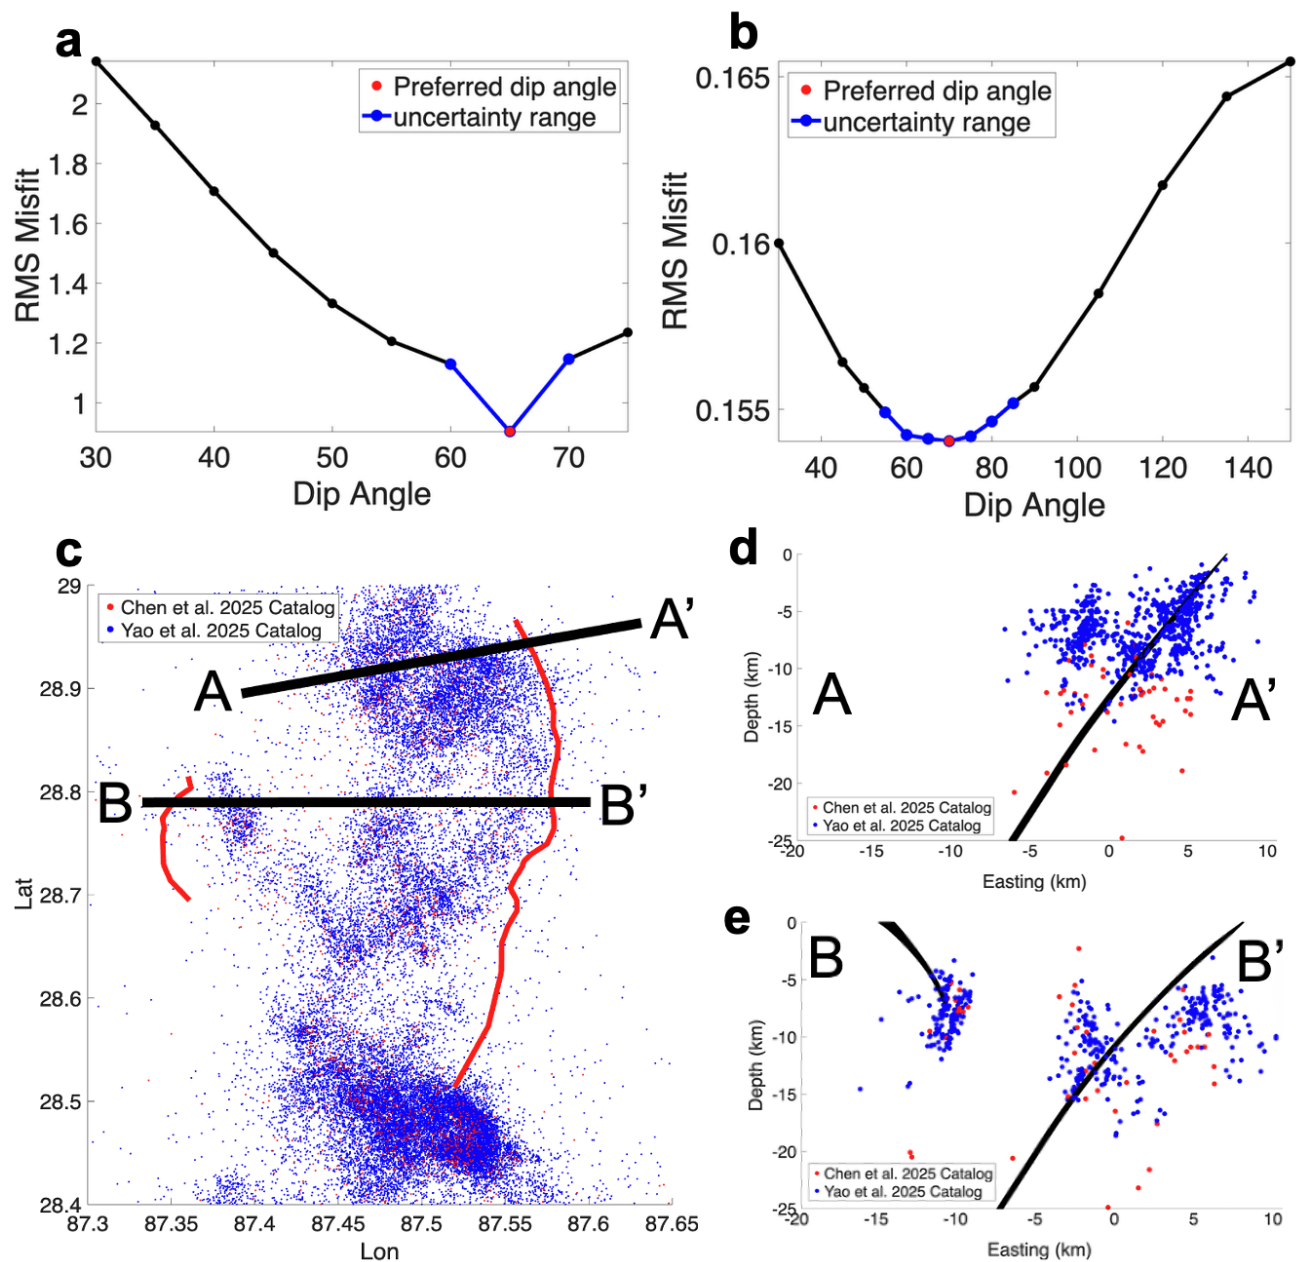 a
2
1.8
1.6
1.4
1.2
1
RMS Misfit
Preferred dip angle
uncertainty range
30 40 50 60 70
Dip Angle
b
0.165
0.16
0.155
RMS Misfit
Preferred dip angle
uncertainty range
40 60 80 100 120 140
Dip Angle
c
29
28.9
28.8
28.7
28.6
28.5
28.4
Lat
Chen et al. 2025 Catalog
Yao et al. 2025 Catalog
A A'
B B'
87.3 87.35 87.4 87.45 87.5 87.55 87.6 87.65
Lon
d
0
-5
-10
-15
-20
-25
Depth (km)
A A'
Chen et al. 2025 Catalog
Yao et al. 2025 Catalog
-20 -15 -10 -5 0 5 10
Easting (km)
e
0
-5
-10
-15
-20
-25
Depth (km)
B B'
Chen et al. 2025 Catalog
Yao et al. 2025 Catalog
-20 -15 -10 -5 0 5 10
Easting (km)